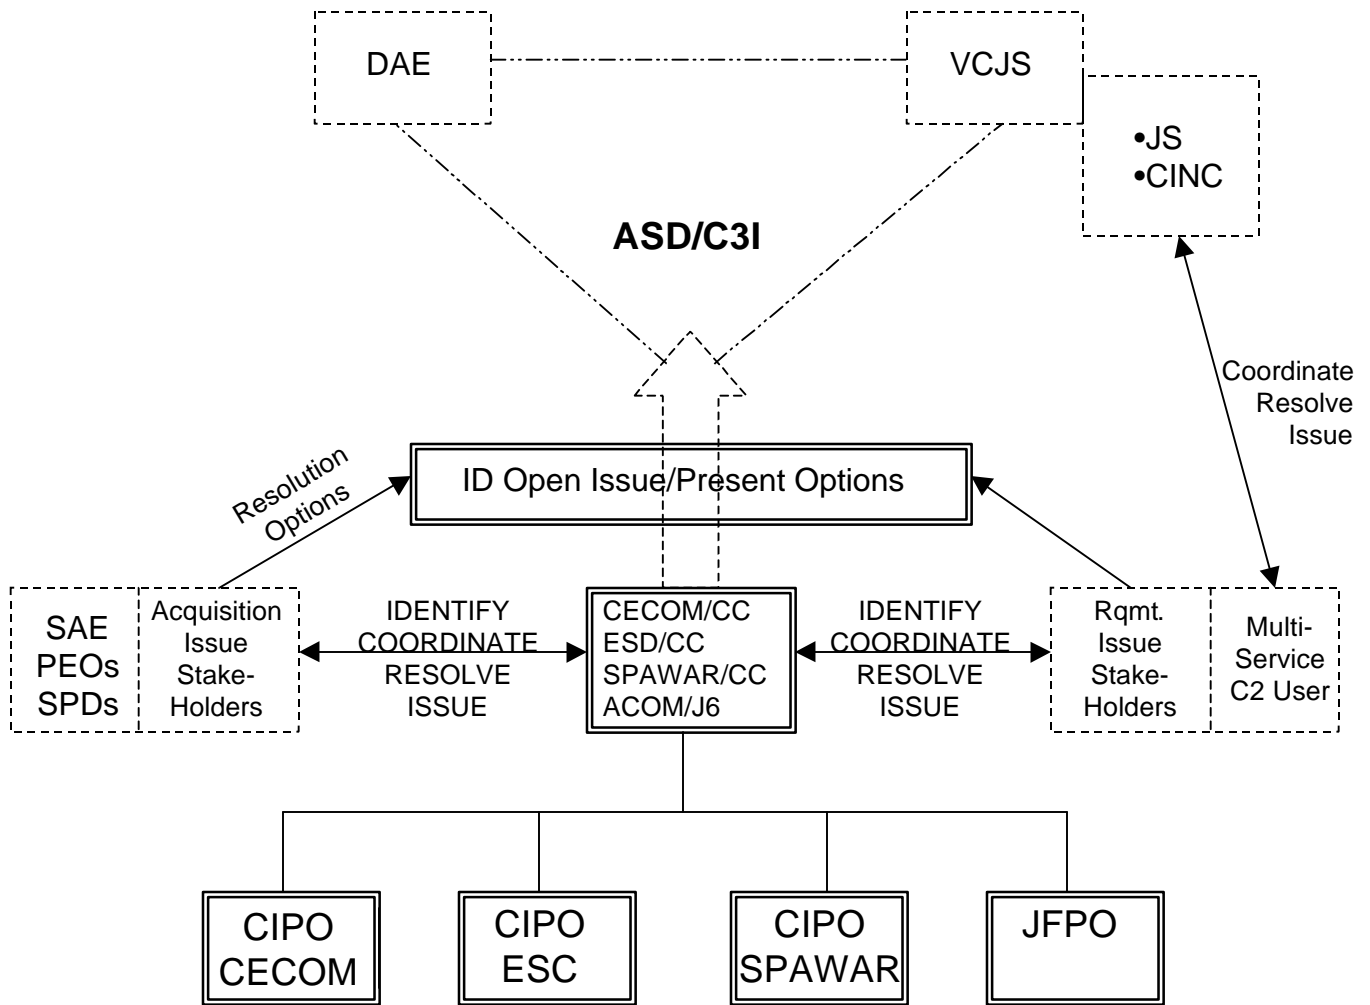 DAE
VCJS
•JS
•CINC
ASD/C3I
Coordinate
Resolve
Issue
Resolution
Options
ID Open Issue/Present Options
SAE
PEOs
SPDs
Acquisition
Issue
Stake-
Holders
IDENTIFY
COORDINATE
RESOLVE
ISSUE
CECOM/CC
ESD/CC
SPAWAR/CC
ACOM/J6
IDENTIFY
COORDINATE
RESOLVE
ISSUE
Rqmt.
Issue
Stake-
Holders
Multi-
Service
C2 User
CIPO
CECOM
CIPO
ESC
CIPO
SPAWAR
JFPO